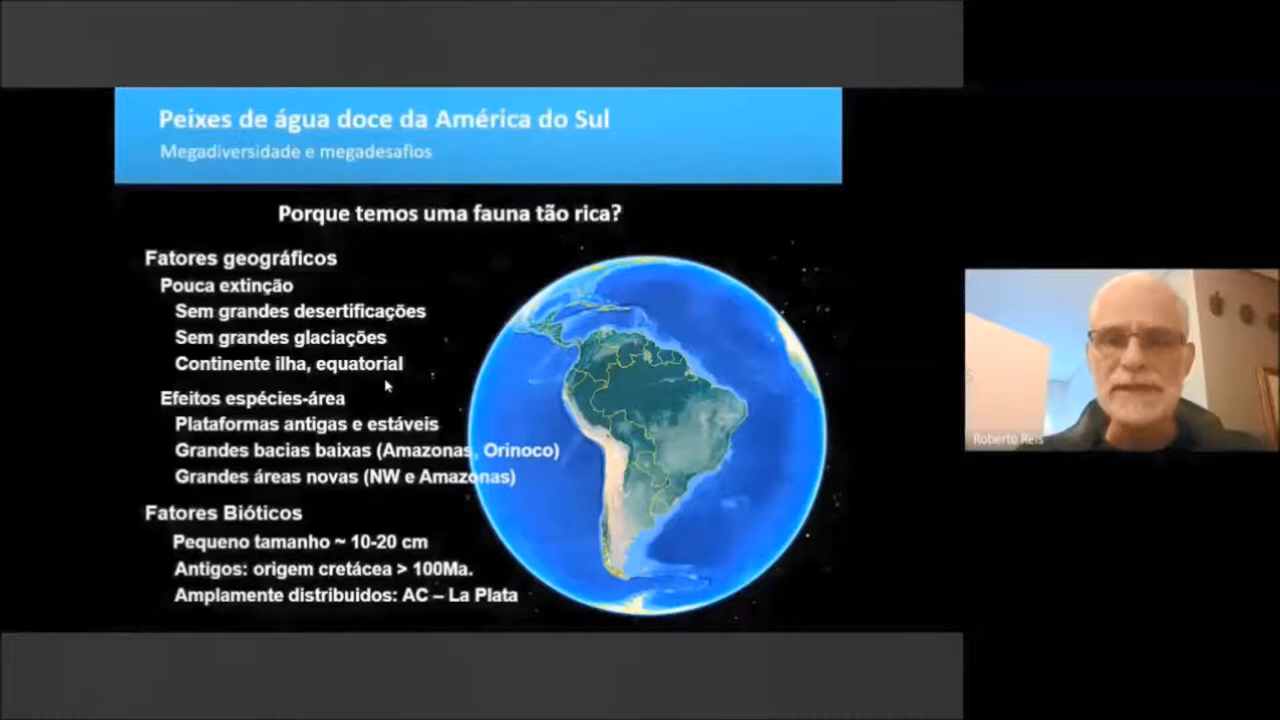 Peixes de água doce da América do Sul
Megadiversidade e megadesafios
Porque temos uma fauna tão rica?
Fatores geográficos
Pouca extinção
Sem grandes desertificações
Sem grandes glaciações
Continente ilha, equatorial
Efeitos espécies-área
Plataformas antigas e estáveis
Grandes bacias baixas (Amazonas, Orinoco)
Grandes áreas novas (NW e Amazonas)
Fatores Bióticos
Pequeno tamanho ~ 10-20 cm
Antigos: origem cretácea > 100Ma.
Amplamente distribuidos: AC – La Plata
Roberto Reis